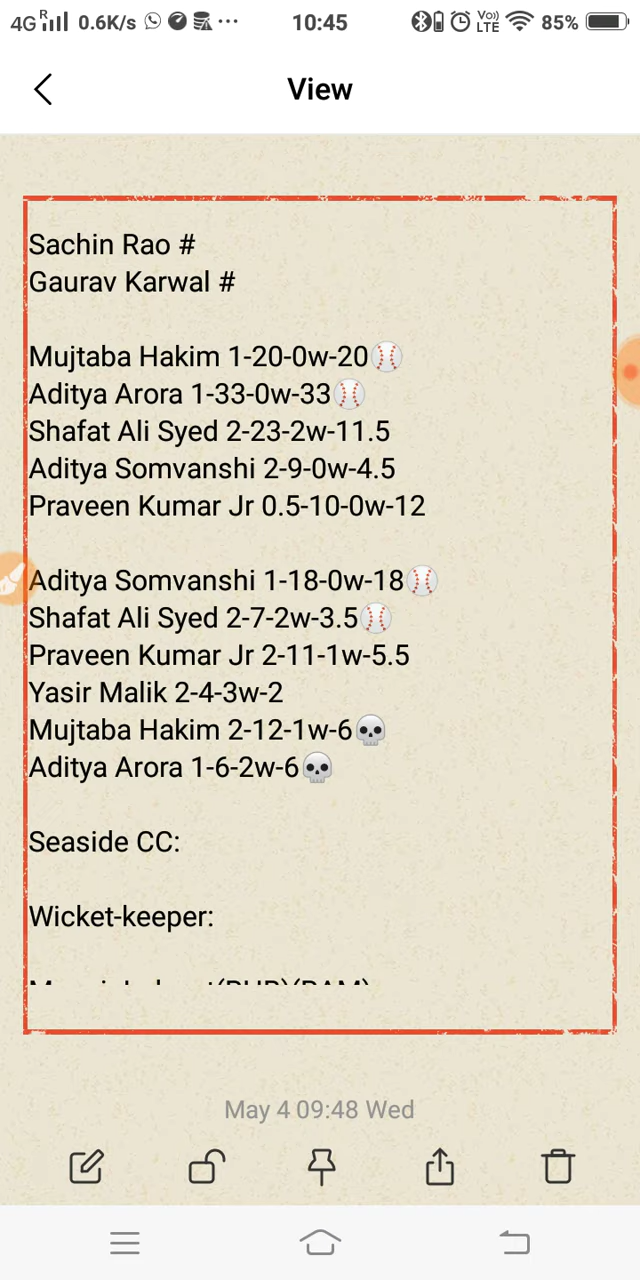 4G R 0.6K/s ... 10:45 Vo) LTE 85%
View
Sachin Rao #
Gaurav Karwal #
Mujtaba Hakim 1-20-0w-20⚾
Aditya Arora 1-33-0w-33⚾
Shafat Ali Syed 2-23-2w-11.5
Aditya Somvanshi 2-9-0w-4.5
Praveen Kumar Jr 0.5-10-0w-12
Aditya Somvanshi 1-18-0w-18⚾
Shafat Ali Syed 2-7-2w-3.5⚾
Praveen Kumar Jr 2-11-1w-5.5
Yasir Malik 2-4-3w-2
Mujtaba Hakim 2-12-1w-6💀
Aditya Arora 1-6-2w-6💀
Seaside CC:
Wicket-keeper:
May 4 09:48 Wed